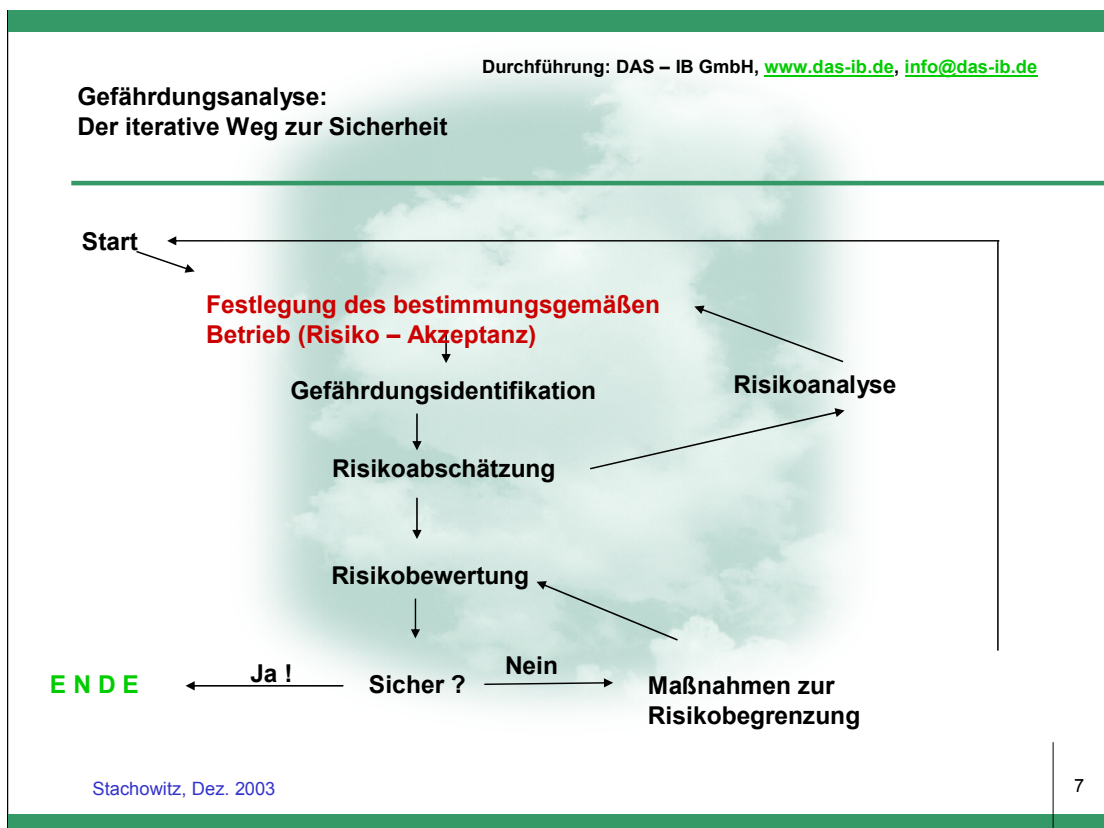 Durchführung: DAS – IB GmbH, www.das-ib.de, info@das-ib.de
Gefährdungsanalyse:
Der iterative Weg zur Sicherheit
Start
Festlegung des bestimmungsgemäßen
Betrieb (Risiko – Akzeptanz)
Gefährdungsidentifikation
Risikoanalyse
Risikoabschätzung
Risikobewertung
E N D E
Ja !
Sicher ?
Nein
Maßnahmen zur
Risikobegrenzung
Stachowitz, Dez. 2003
7